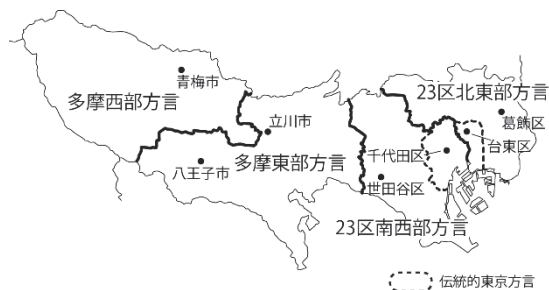 青梅市
多摩西部方言
23区北東部方言
葛飾区
立川市
台東区
千代田区
八王子市
多摩東部方言
世田谷区
23区南西部方言
伝統的東京方言